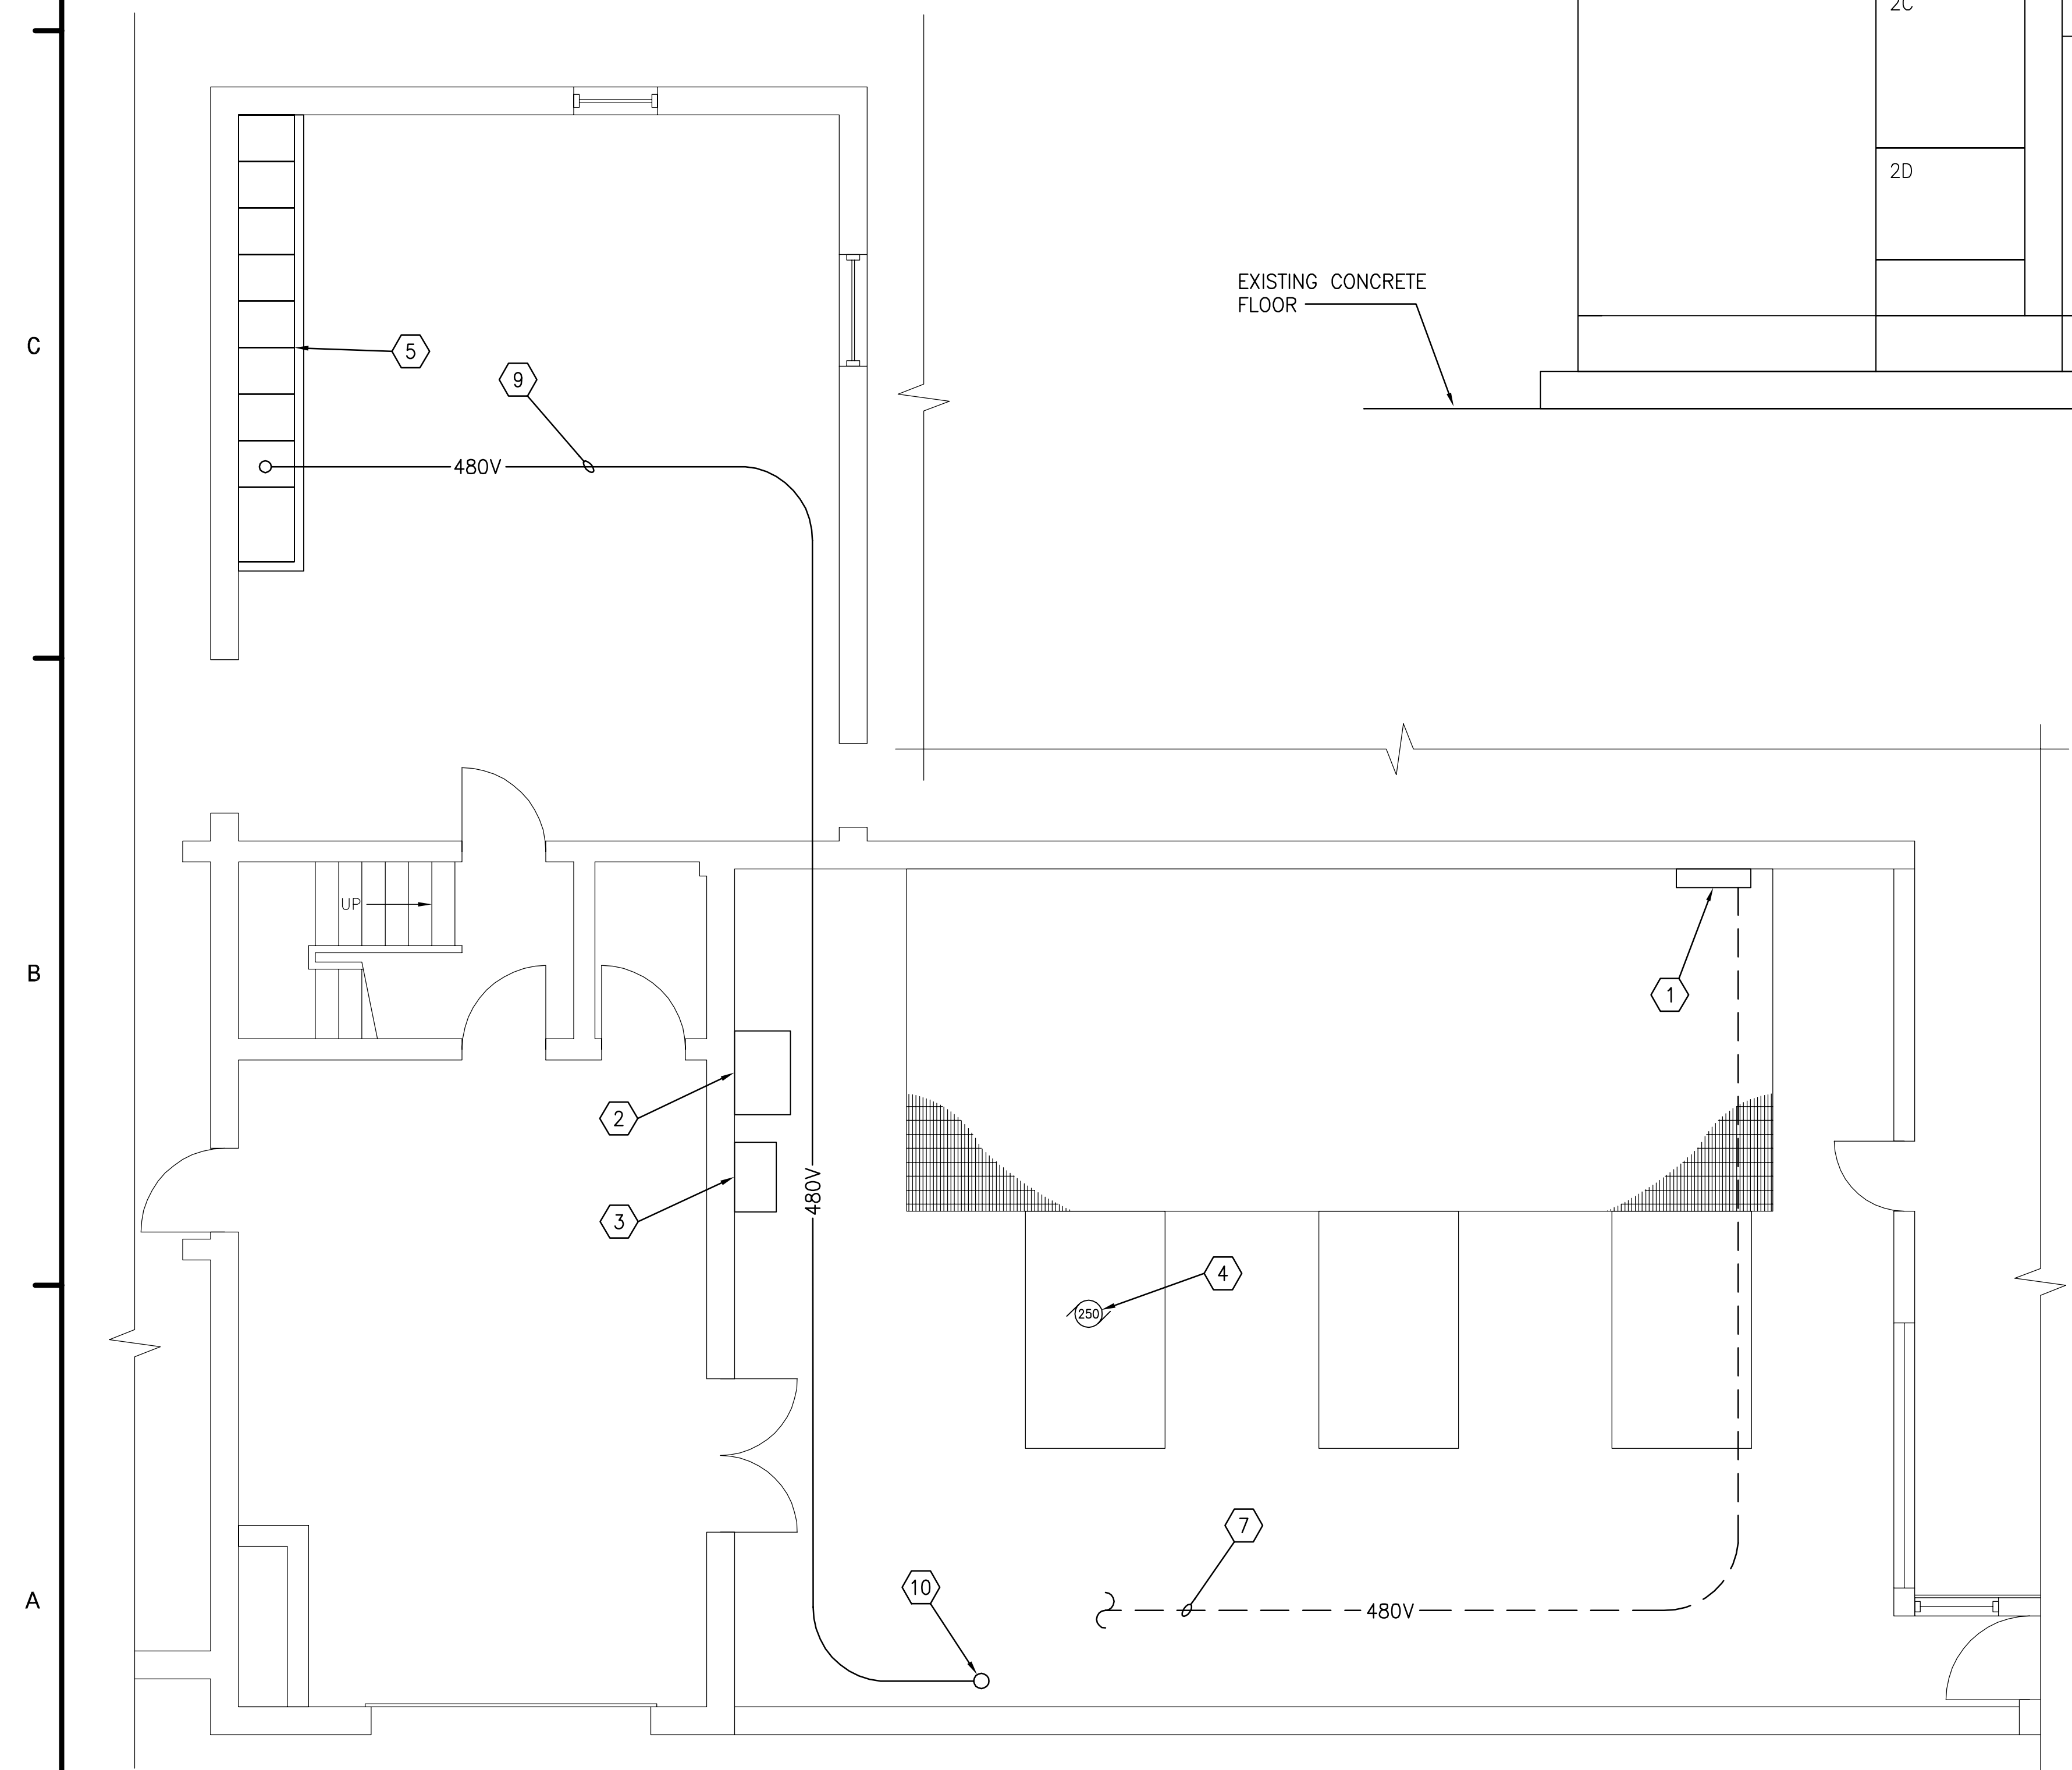 2C
2D
EXISTING CONCRETE
FLOOR
C
5
9
480V
UP
B
1
2
480V
3
4
250
7
10
A
480V